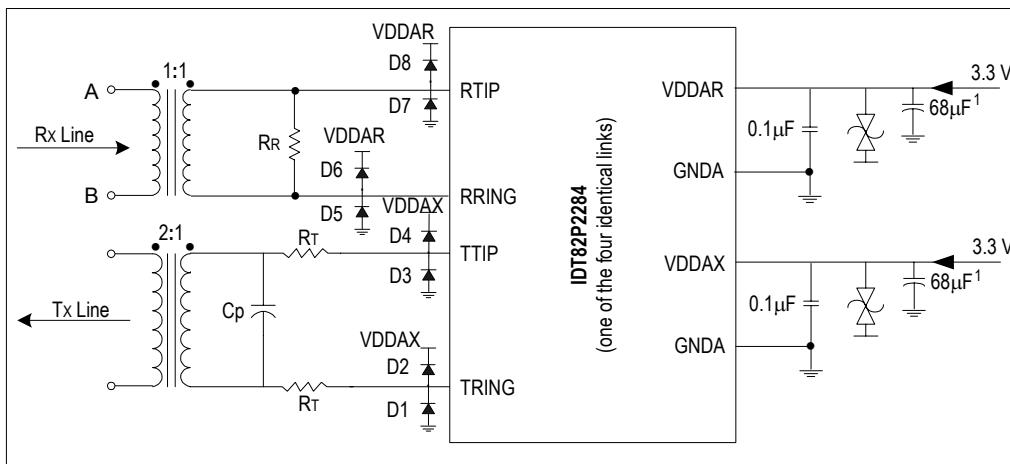 VDDAR
D8
D7
1:1
A
Rx Line
B
RR
VDDAR
D6
D5
RTIP
RRING
VDDAX
D4
D3
2:1
RT
TTIP
Tx Line
Cp
VDDAX
D2
D1
RT
TRING
IDT82P2284
(one of the four identical links)
VDDAR
3.3 V
0.1μF
68μF1
GNDA
VDDAX
3.3 V
0.1μF
68μF1
GNDA